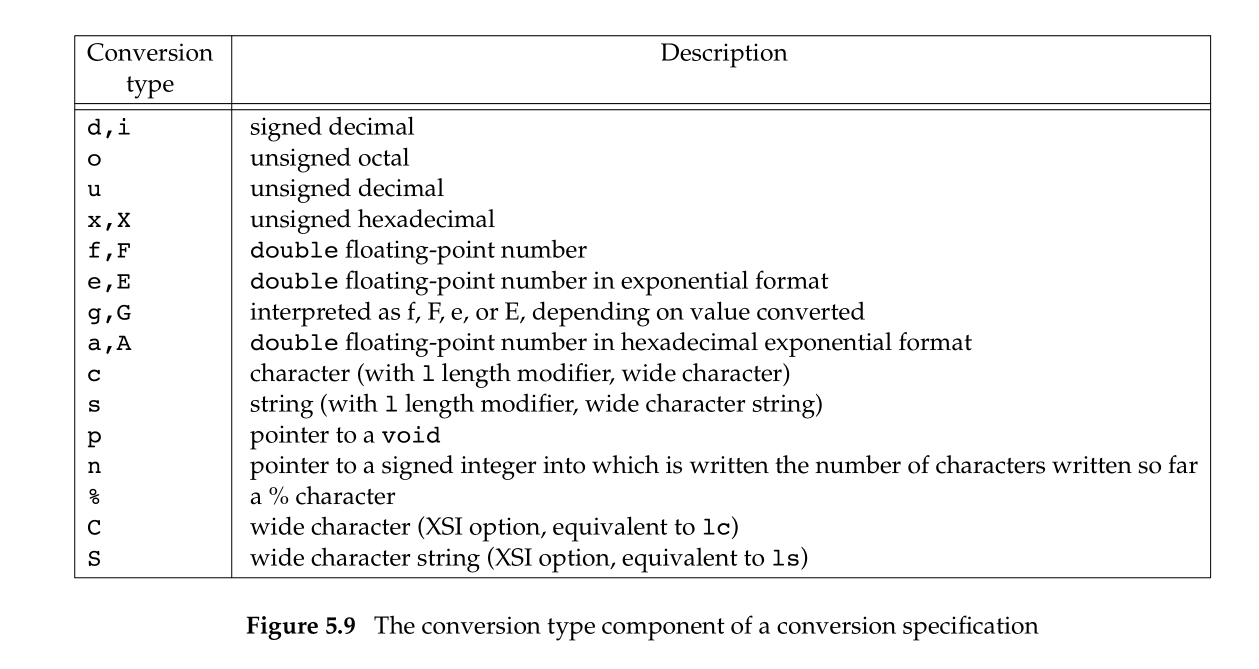 Conversion type Description
d,i signed decimal
o unsigned octal
u unsigned decimal
x,X unsigned hexadecimal
f,F double floating-point number
e,E double floating-point number in exponential format
g,G interpreted as f, F, e, or E, depending on value converted
a,A double floating-point number in hexadecimal exponential format
c character (with l length modifier, wide character)
s string (with l length modifier, wide character string)
p pointer to a void
n pointer to a signed integer into which is written the number of characters written so far
% a % character
C wide character (XSI option, equivalent to lc)
S wide character string (XSI option, equivalent to ls)
Figure 5.9 The conversion type component of a conversion specification